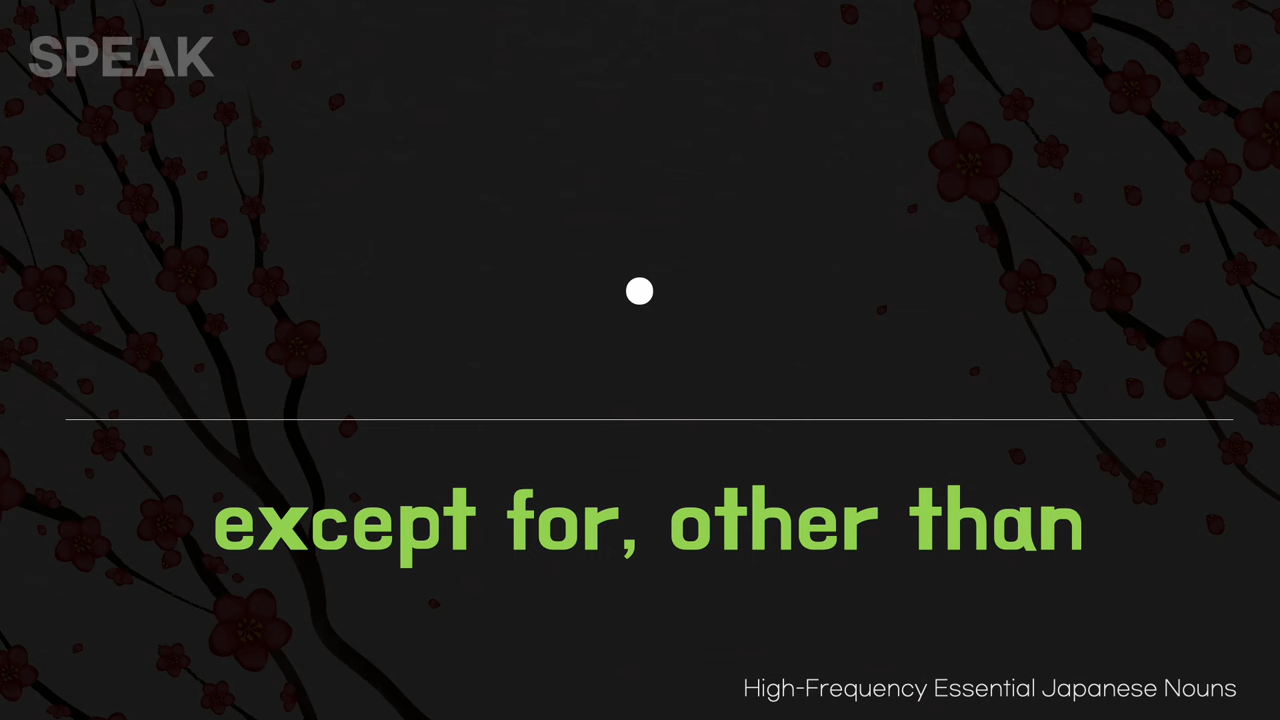 SPEAK
except for, other than
High-Frequency Essential Japanese Nouns